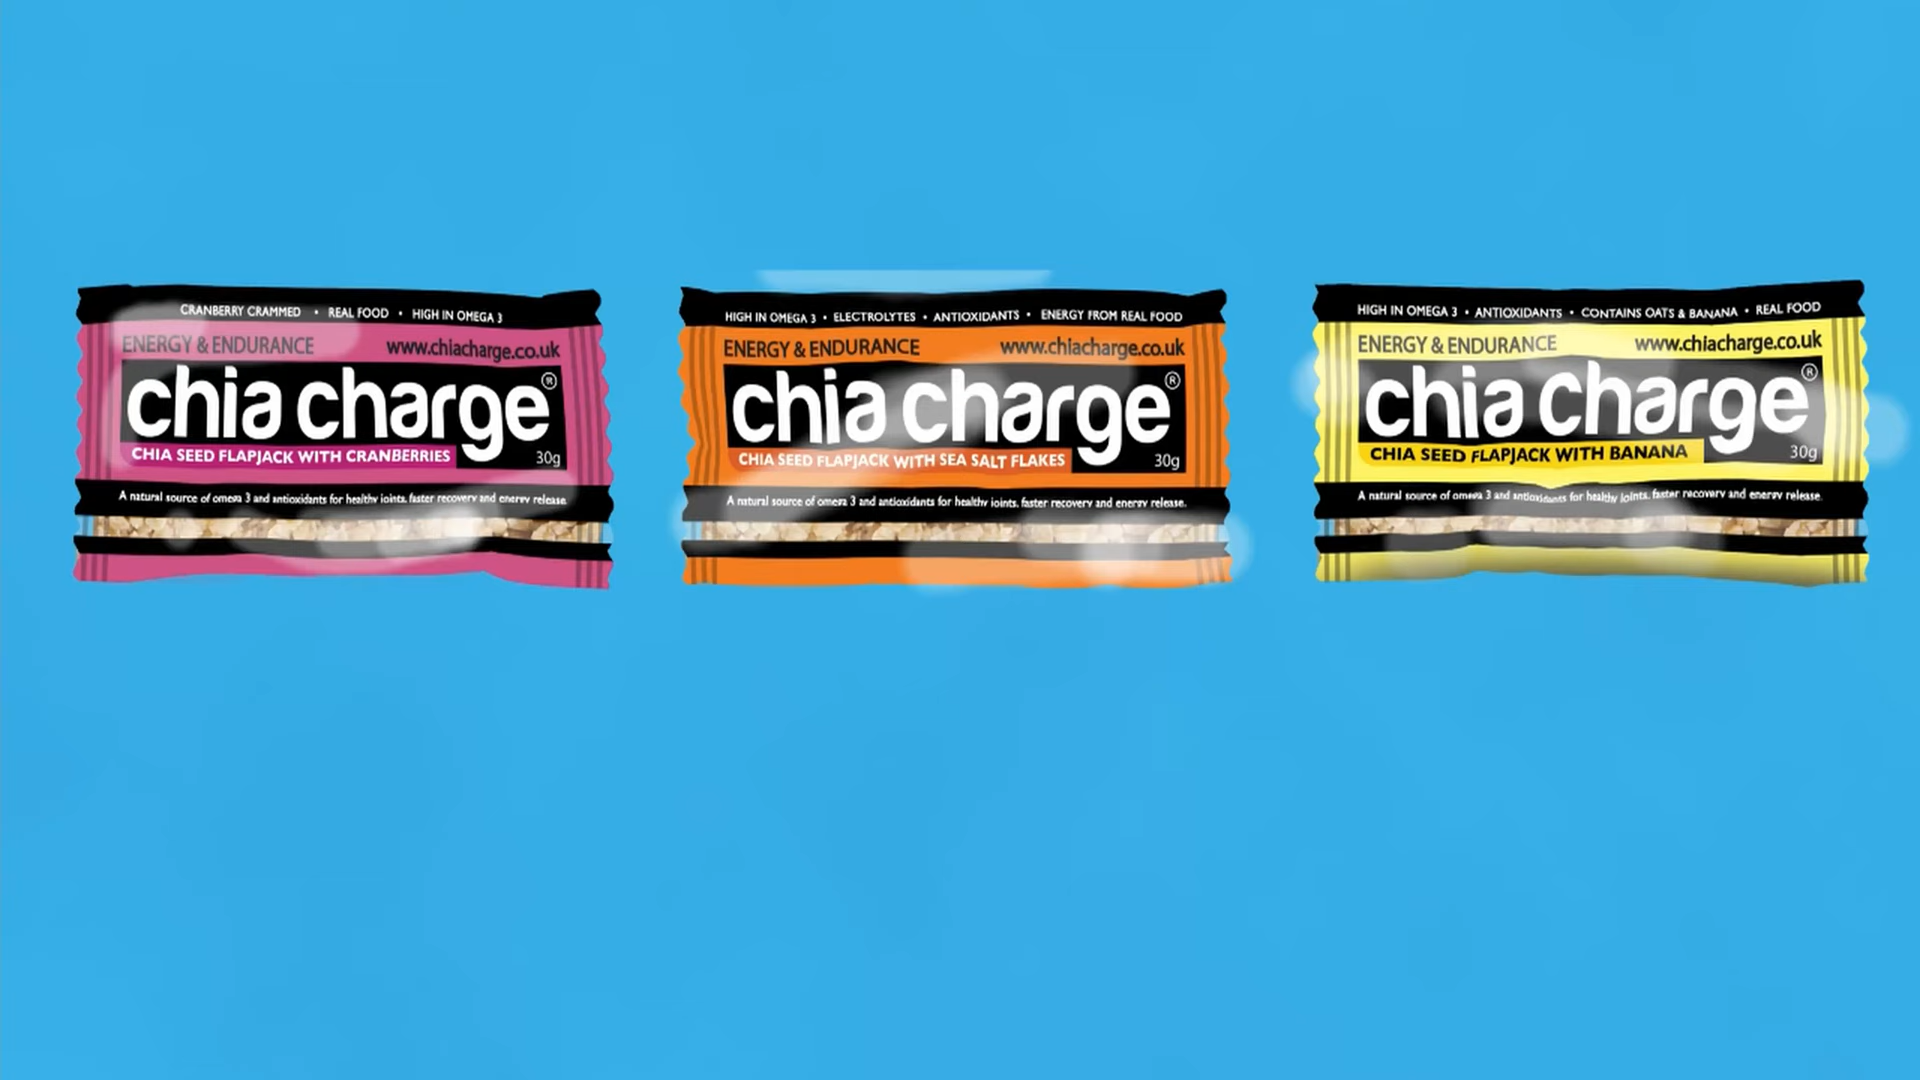 CRANBERRY CRAMMED • REAL FOOD • HIGH IN OMEGA 3
ENERGY & ENDURANCE www.chiacharge.co.uk
chia charge®
CHIA SEED FLAPJACK WITH CRANBERRIES
30g
A natural source of omega 3 and antioxidants for healthy joints, faster recovery and energy release.
HIGH IN OMEGA 3 • ELECTROLYTES • ANTIOXIDANTS • ENERGY FROM REAL FOOD
ENERGY & ENDURANCE www.chiacharge.co.uk
chia charge®
CHIA SEED FLAPJACK WITH SEA SALT FLAKES
30g
A natural source of omega 3 and antioxidants for healthy joints, faster recovery and energy release.
HIGH IN OMEGA 3 • ANTIOXIDANTS • CONTAINS OATS & BANANA • REAL FOOD
ENERGY & ENDURANCE www.chiacharge.co.uk
chia charge®
CHIA SEED FLAPJACK WITH BANANA
30g
A natural source of omega 3 and antioxidants for healthy joints, faster recovery and energy release.